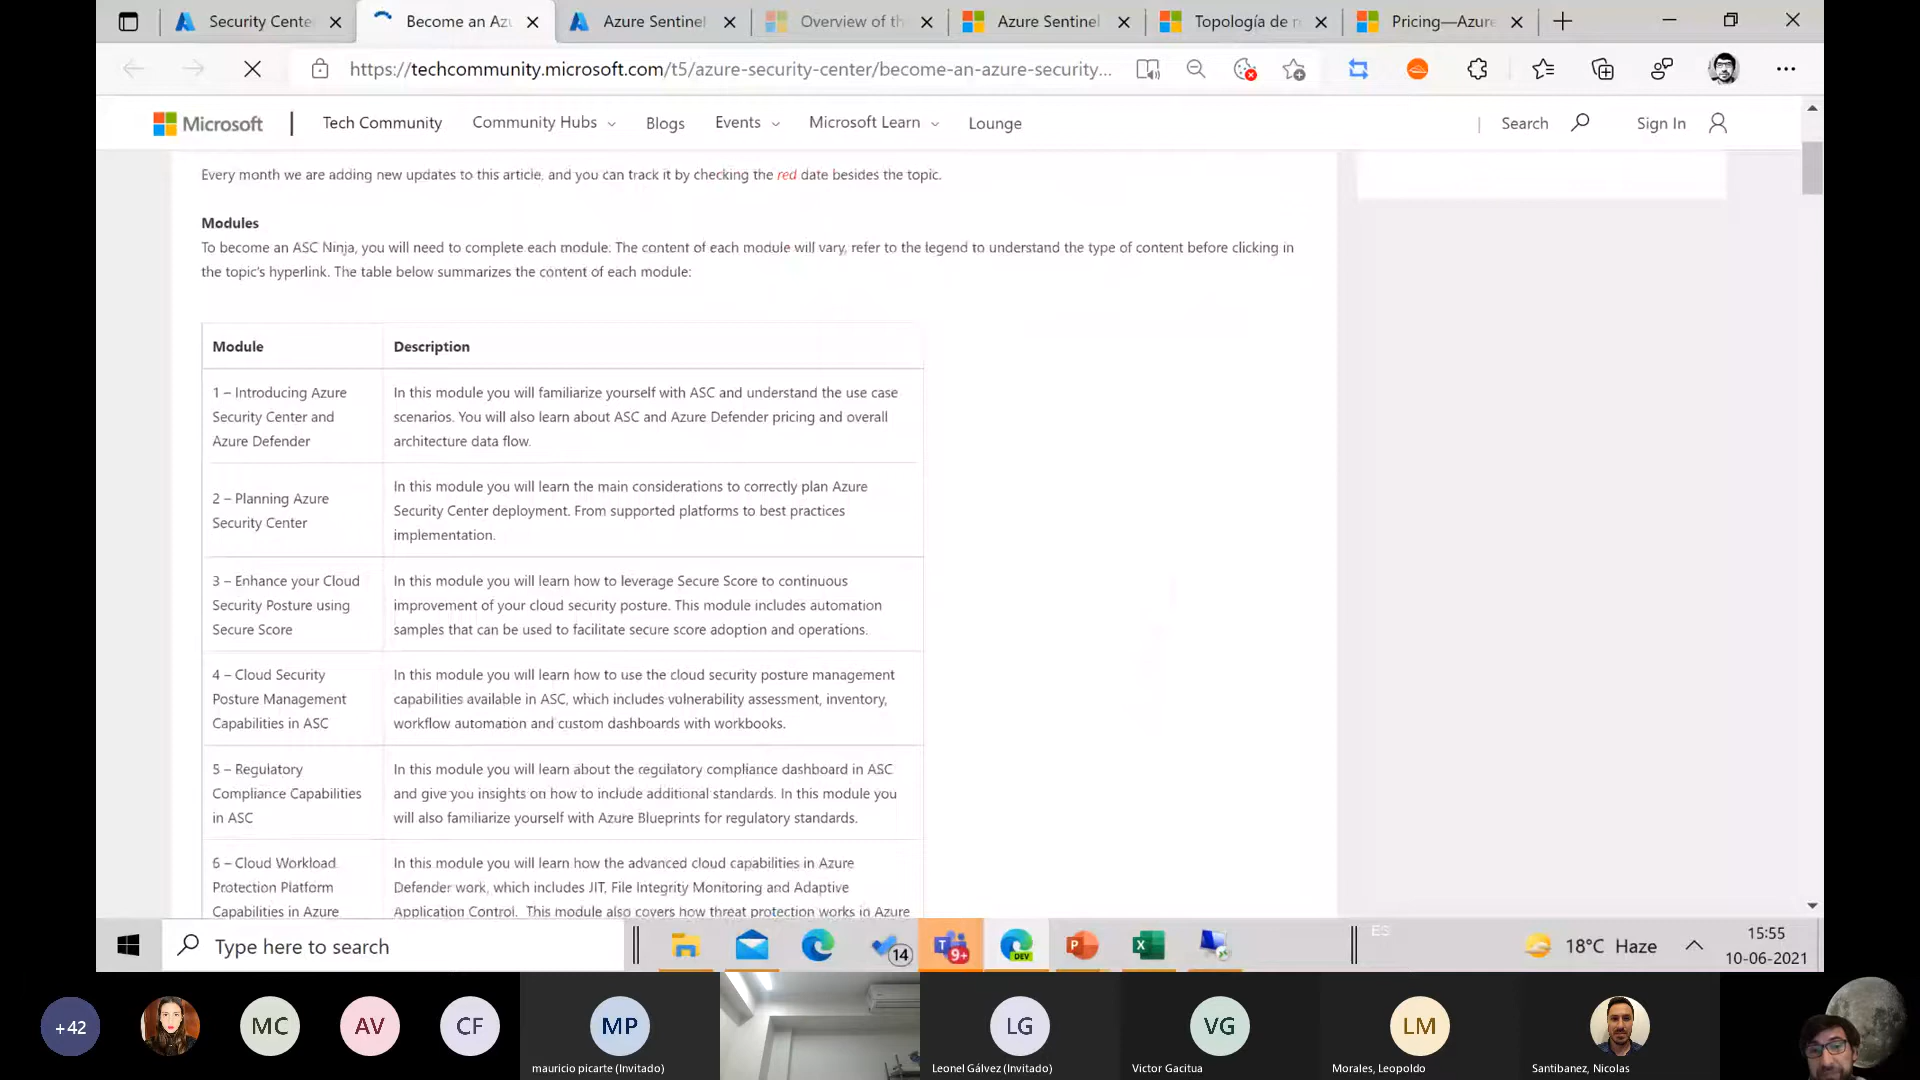 Security Cente
Become an Azu
Azure Sentinel
Overview of th
Azure Sentinel
Topología de r
Pricing—Azure
https://techcommunity.microsoft.com/t5/azure-security-center/become-an-azure-security...
Microsoft
Tech Community
Community Hubs
Blogs
Events
Microsoft Learn
Lounge
Search
Sign In
Every month we are adding new updates to this article, and you can track it by checking the red date besides the topic.
Modules
To become an ASC Ninja, you will need to complete each module. The content of each module will vary, refer to the legend to understand the type of content before clicking in
the topic's hyperlink. The table below summarizes the content of each module:
Module
Description
1 – Introducing Azure
Security Center and
Azure Defender
In this module you will familiarize yourself with ASC and understand the use case
scenarios. You will also learn about ASC and Azure Defender pricing and overall
architecture data flow.
2 – Planning Azure
Security Center
In this module you will learn the main considerations to correctly plan Azure
Security Center deployment. From supported platforms to best practices
implementation.
3 – Enhance your Cloud
Security Posture using
Secure Score
In this module you will learn how to leverage Secure Score to continuous
improvement of your cloud security posture. This module includes automation
samples that can be used to facilitate secure score adoption and operations.
4 – Cloud Security
Posture Management
Capabilities in ASC
In this module you will learn how to use the cloud security posture management
capabilities available in ASC, which includes vulnerability assessment, inventory,
workflow automation and custom dashboards with workbooks.
5 – Regulatory
Compliance Capabilities
in ASC
In this module you will learn about the regulatory compliance dashboard in ASC
and give you insights on how to include additional standards. In this module you
will also familiarize yourself with Azure Blueprints for regulatory standards.
6 – Cloud Workload
Protection Platform
Capabilities in Azure
In this module you will learn how the advanced cloud capabilities in Azure
Defender work, which includes JIT, File Integrity Monitoring and Adaptive
Application Control. This module also covers how threat protection works in Azure
Type here to search
14
T
9+
DEV
P
X
ES
18°C Haze
15:55
10-06-2021
+42
MC
AV
CF
MP
mauricio picarte (Invitado)
LG
Leonel Gálvez (Invitado)
VG
Victor Gacitua
LM
Morales, Leopoldo
Santibanez, Nicolas